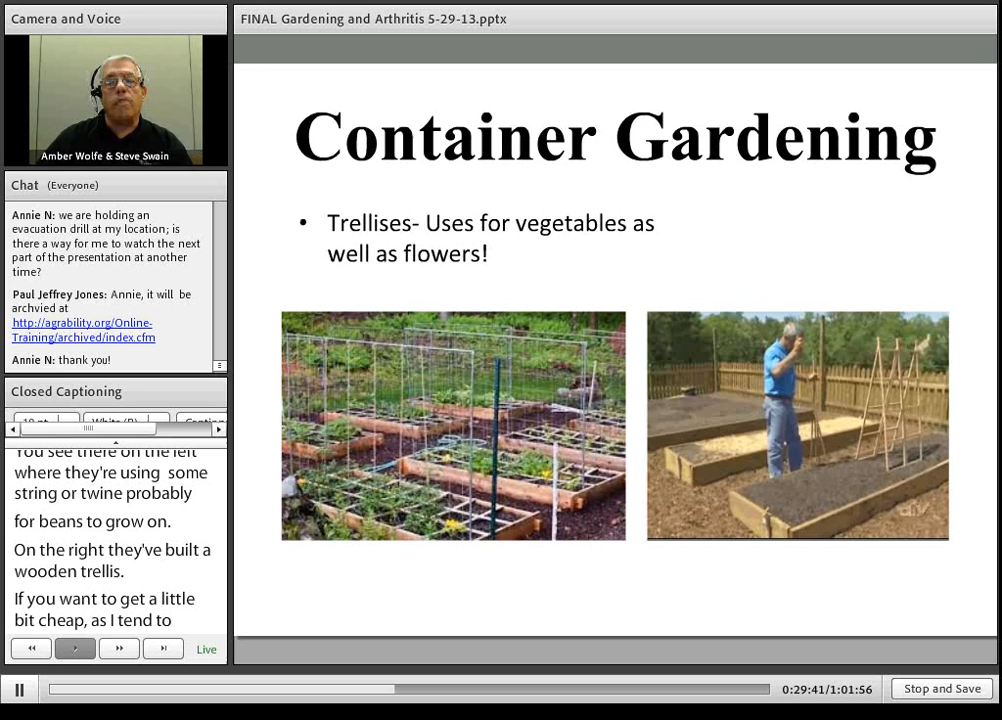 Camera and Voice
Amber Wolfe & Steve Swain
Chat (Everyone)
Annie N: we are holding an
evacuation drill at my location; is
there a way for me to watch the next
part of the presentation at another
time?
Paul Jeffrey Jones: Annie, it will be
archvied at
http://agrability.org/Online-
Training/archived/index.cfm
Annie N: thank you!
Closed Captioning
You see there on the left
where they're using some
string or twine probably
for beans to grow on.
On the right they've built a
wooden trellis.
If you want to get a little
bit cheap, as I tend to
Live
FINAL Gardening and Arthritis 5-29-13.pptx
Container Gardening
• Trellises- Uses for vegetables as
well as flowers!
0:29:41/1:01:56
Stop and Save